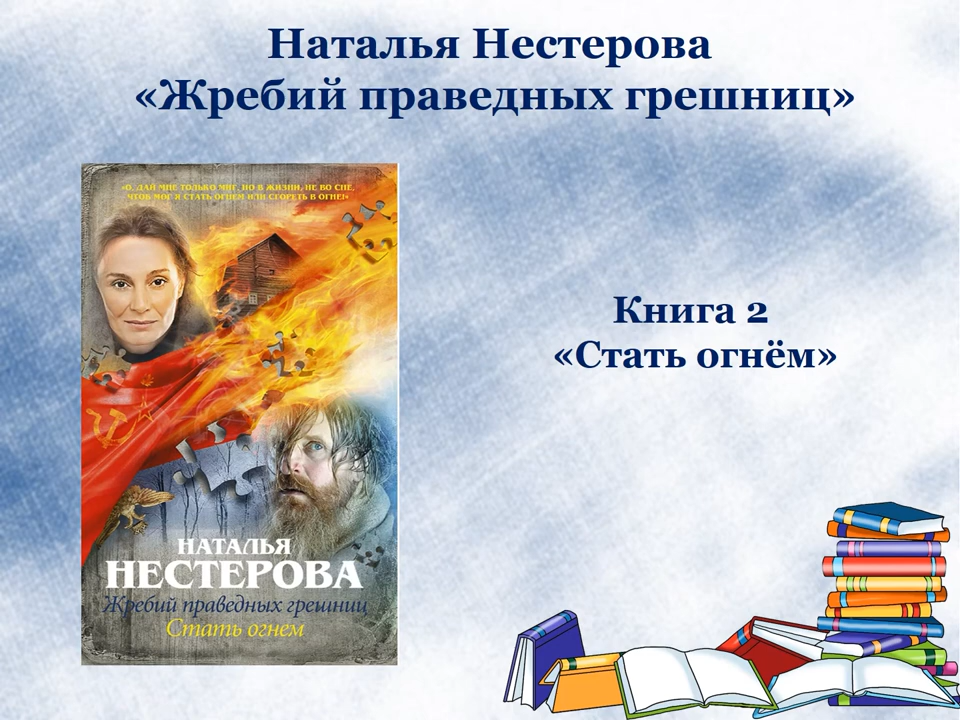 Наталья Нестерова
«Жребий праведных грешниц»
«О, ДАЙ МНЕ ТОЛЬКО МИГ, НО В ЖИЗНИ, НЕ ВО СНЕ,
ЧТОБ МОГ Я СТАТЬ ОГНЕМ ИЛИ СГОРЕТЬ В ОГНЕ!»
Книга 2
«Стать огнём»
НАТАЛЬЯ
НЕСТЕРОВА
Жребий праведных грешниц
Стать огнем